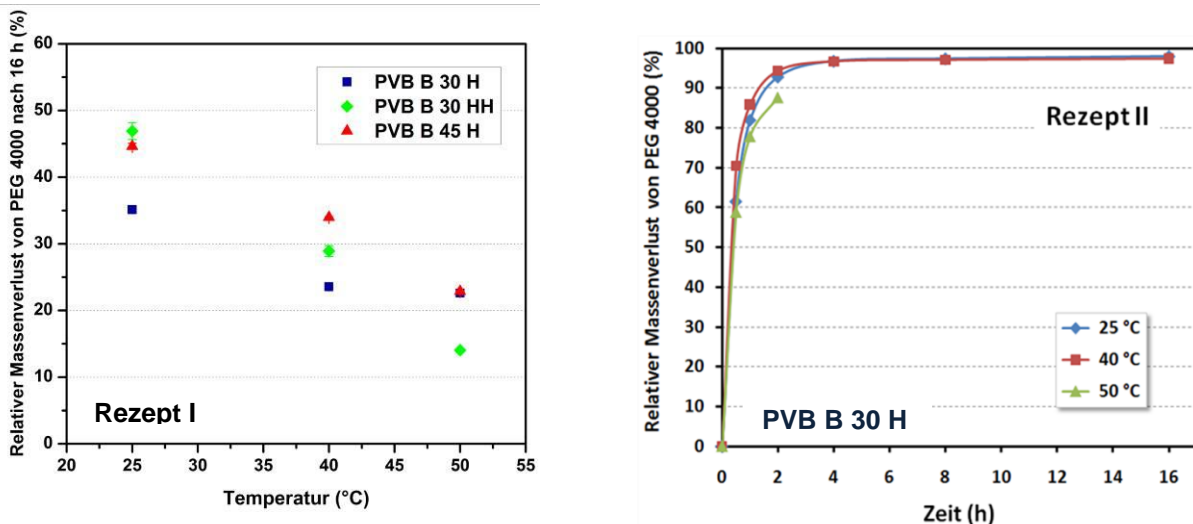 Relativer Massenverlust von PEG 4000 nach 16 h (%)
60
50
40
30
20
10
0
PVB B 30 H
PVB B 30 HH
PVB B 45 H
Rezept I
20
25
30
35
40
45
50
55
Temperatur (°C)
Relativer Massenverlust von PEG 4000 (%)
100
90
80
70
60
50
40
30
20
10
0
Rezept II
25 °C
40 °C
50 °C
PVB B 30 H
0
2
4
6
8
10
12
14
16
Zeit (h)